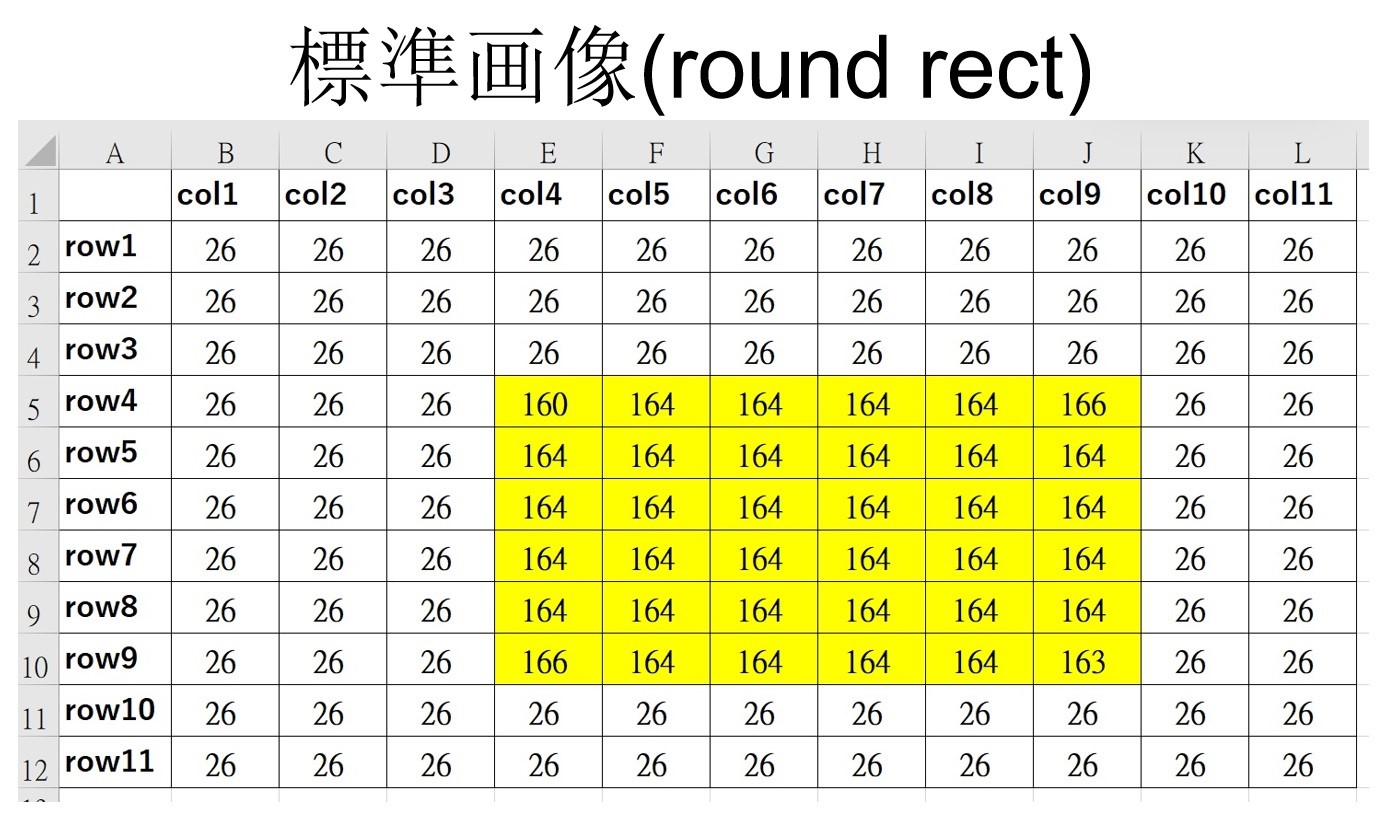 標準画像(round rect)
A B C D E F G H I J K L
1 col1 col2 col3 col4 col5 col6 col7 col8 col9 col10 col11
2 row1 26 26 26 26 26 26 26 26 26 26 26
3 row2 26 26 26 26 26 26 26 26 26 26 26
4 row3 26 26 26 26 26 26 26 26 26 26 26
5 row4 26 26 26 160 164 164 164 164 166 26 26
6 row5 26 26 26 164 164 164 164 164 164 26 26
7 row6 26 26 26 164 164 164 164 164 164 26 26
8 row7 26 26 26 164 164 164 164 164 164 26 26
9 row8 26 26 26 164 164 164 164 164 164 26 26
10 row9 26 26 26 166 164 164 164 164 163 26 26
11 row10 26 26 26 26 26 26 26 26 26 26 26
12 row11 26 26 26 26 26 26 26 26 26 26 26